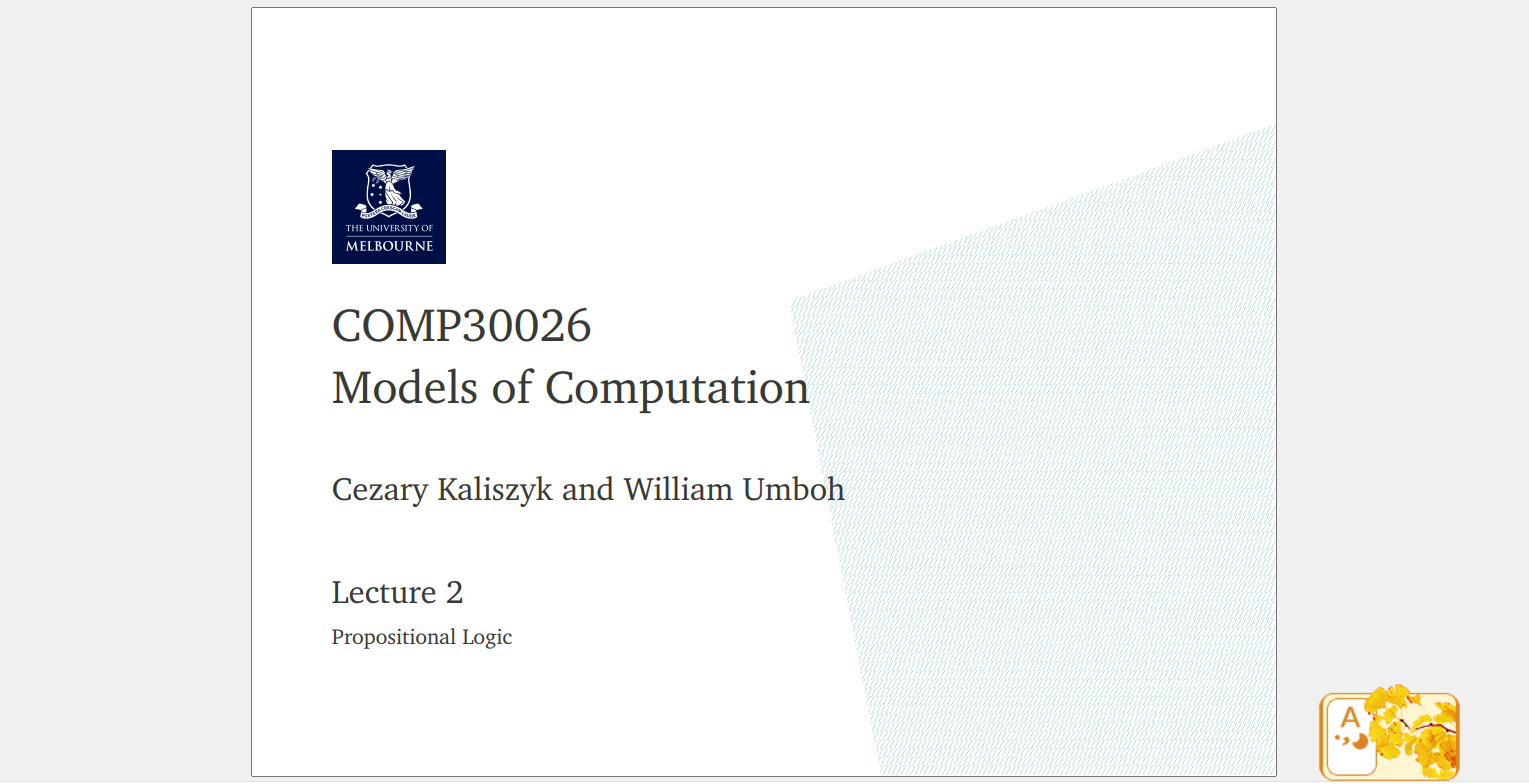 THE UNIVERSITY OF
MELBOURNE
COMP30026
Models of Computation
Cezary Kaliszyk and William Umboh
Lecture 2
Propositional Logic
A